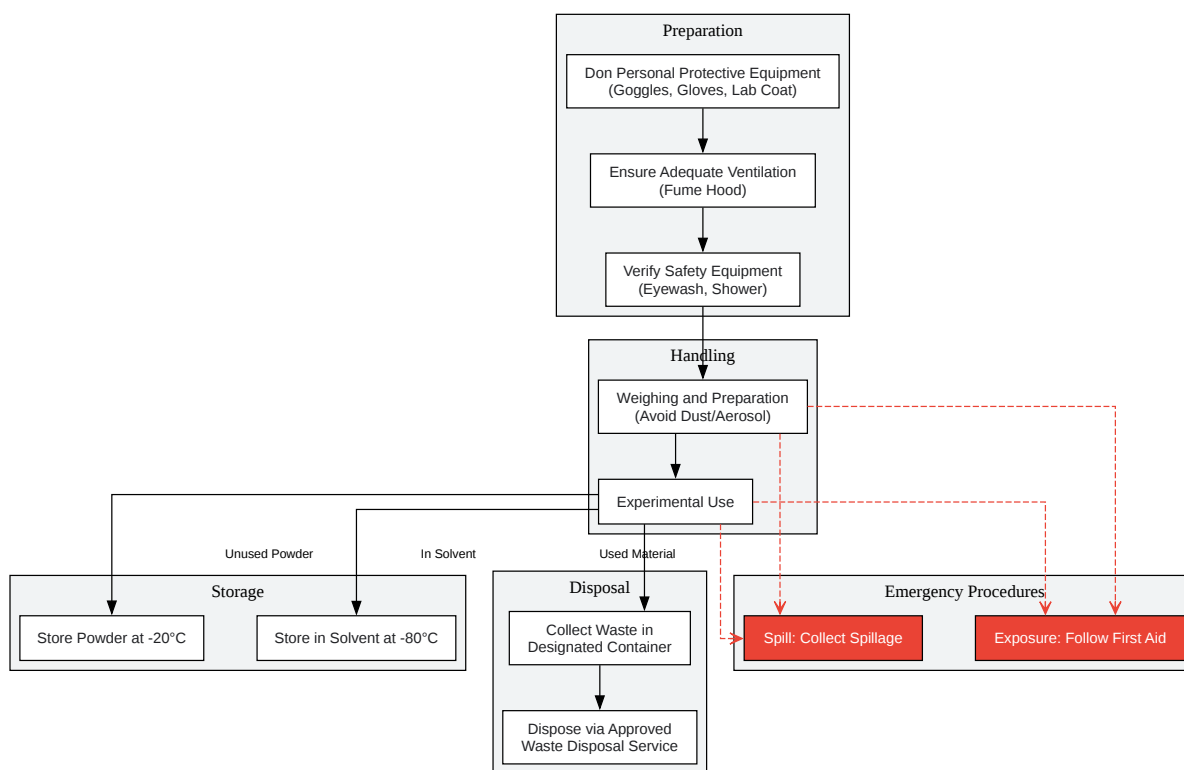 Preparation
Don Personal Protective Equipment
(Goggles, Gloves, Lab Coat)
Ensure Adequate Ventilation
(Fume Hood)
Verify Safety Equipment
(Eyewash, Shower)
Handling
Weighing and Preparation
(Avoid Dust/Aerosol)
Experimental Use
Unused Powder
In Solvent
Used Material
Storage
Store Powder at -20°C
Store in Solvent at -80°C
Disposal
Collect Waste in
Designated Container
Dispose via Approved
Waste Disposal Service
Emergency Procedures
Spill: Collect Spillage
Exposure: Follow First Aid